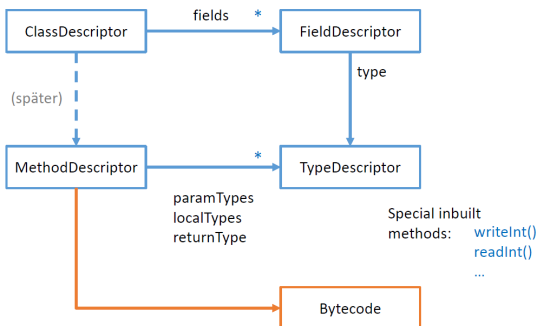 fields *
ClassDescriptor
FieldDescriptor
type
(später)
*
MethodDescriptor
TypeDescriptor
paramTypes
localTypes
returnType
Special inbuilt
methods: writeInt()
readInt()
...
Bytecode